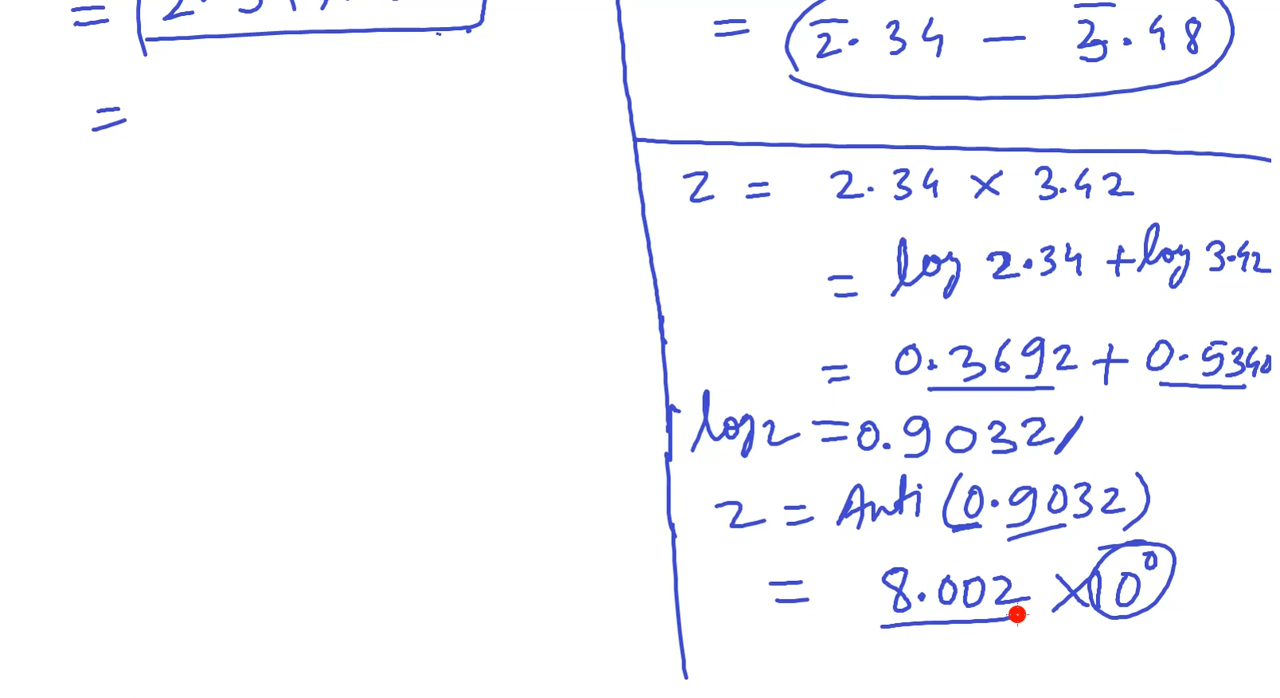 =
=
= 2̅.34 – 3̅.48
z = 2.34 × 3.42
= log 2.34 + log 3.42
= 0.3692 + 0.5340
log z = 0.9032
z = Anti (0.9032)
= 8.002 × 10⁰